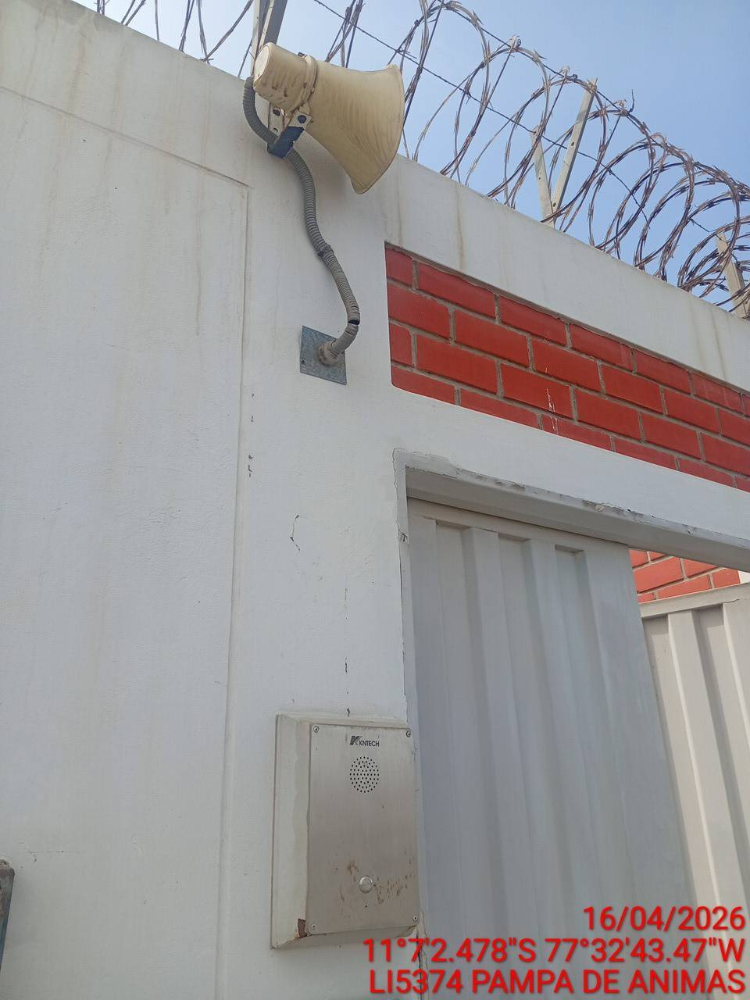 KNTECH
16/04/2026
11°7'2.478"S 77°32'43.47"W
LI5374 PAMPA DE ANIMAS